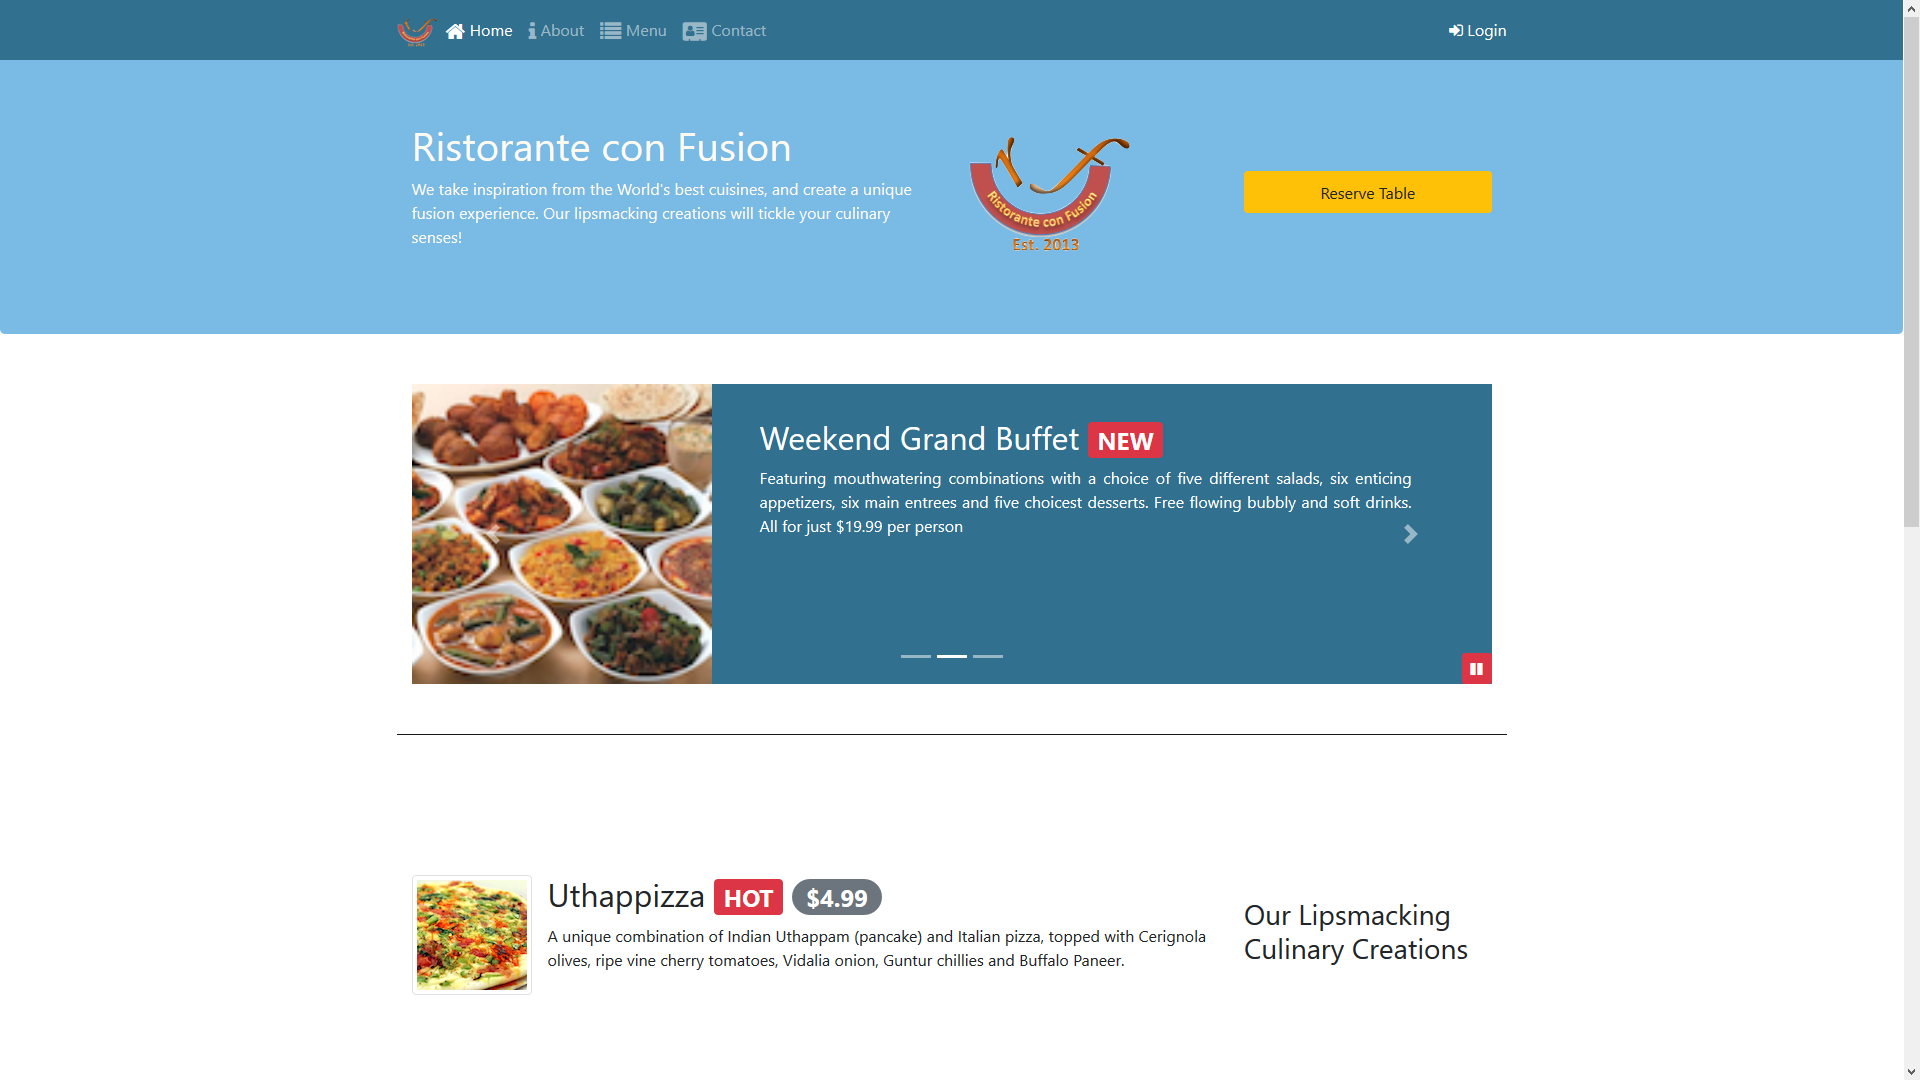 Home About Menu Contact Login
Ristorante con Fusion
We take inspiration from the World's best cuisines, and create a unique
fusion experience. Our lipsmacking creations will tickle your culinary
senses!
Ristorante con Fusion
Est. 2013
Reserve Table
Weekend Grand Buffet NEW
Featuring mouthwatering combinations with a choice of five different salads, six enticing
appetizers, six main entrees and five choicest desserts. Free flowing bubbly and soft drinks.
All for just $19.99 per person
Uthappizza HOT $4.99
A unique combination of Indian Uthappam (pancake) and Italian pizza, topped with Cerignola
olives, ripe vine cherry tomatoes, Vidalia onion, Guntur chillies and Buffalo Paneer.
Our Lipsmacking
Culinary Creations